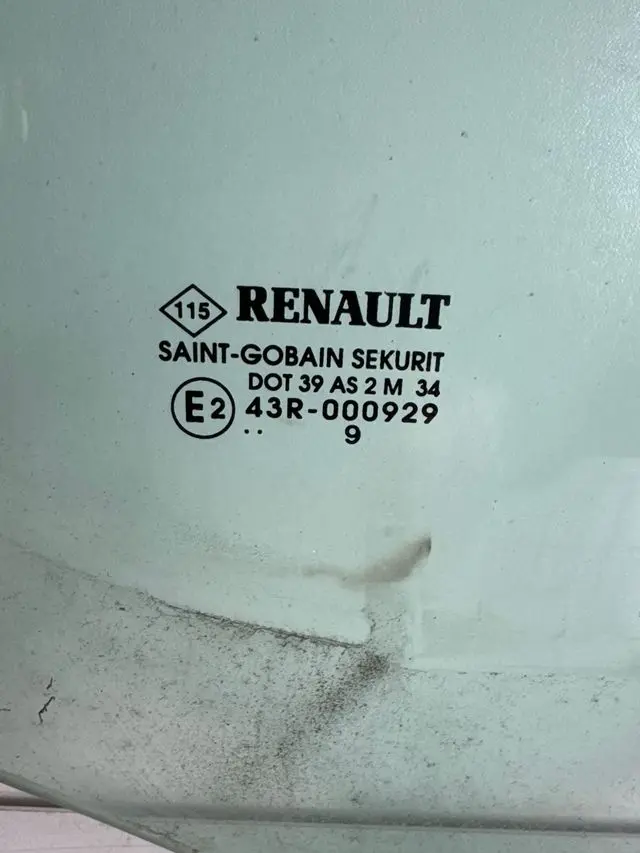 115 RENAULT
SAINT-GOBAIN SEKURIT
DOT 39 AS 2 M 34
E2 43R-000929
.. 9